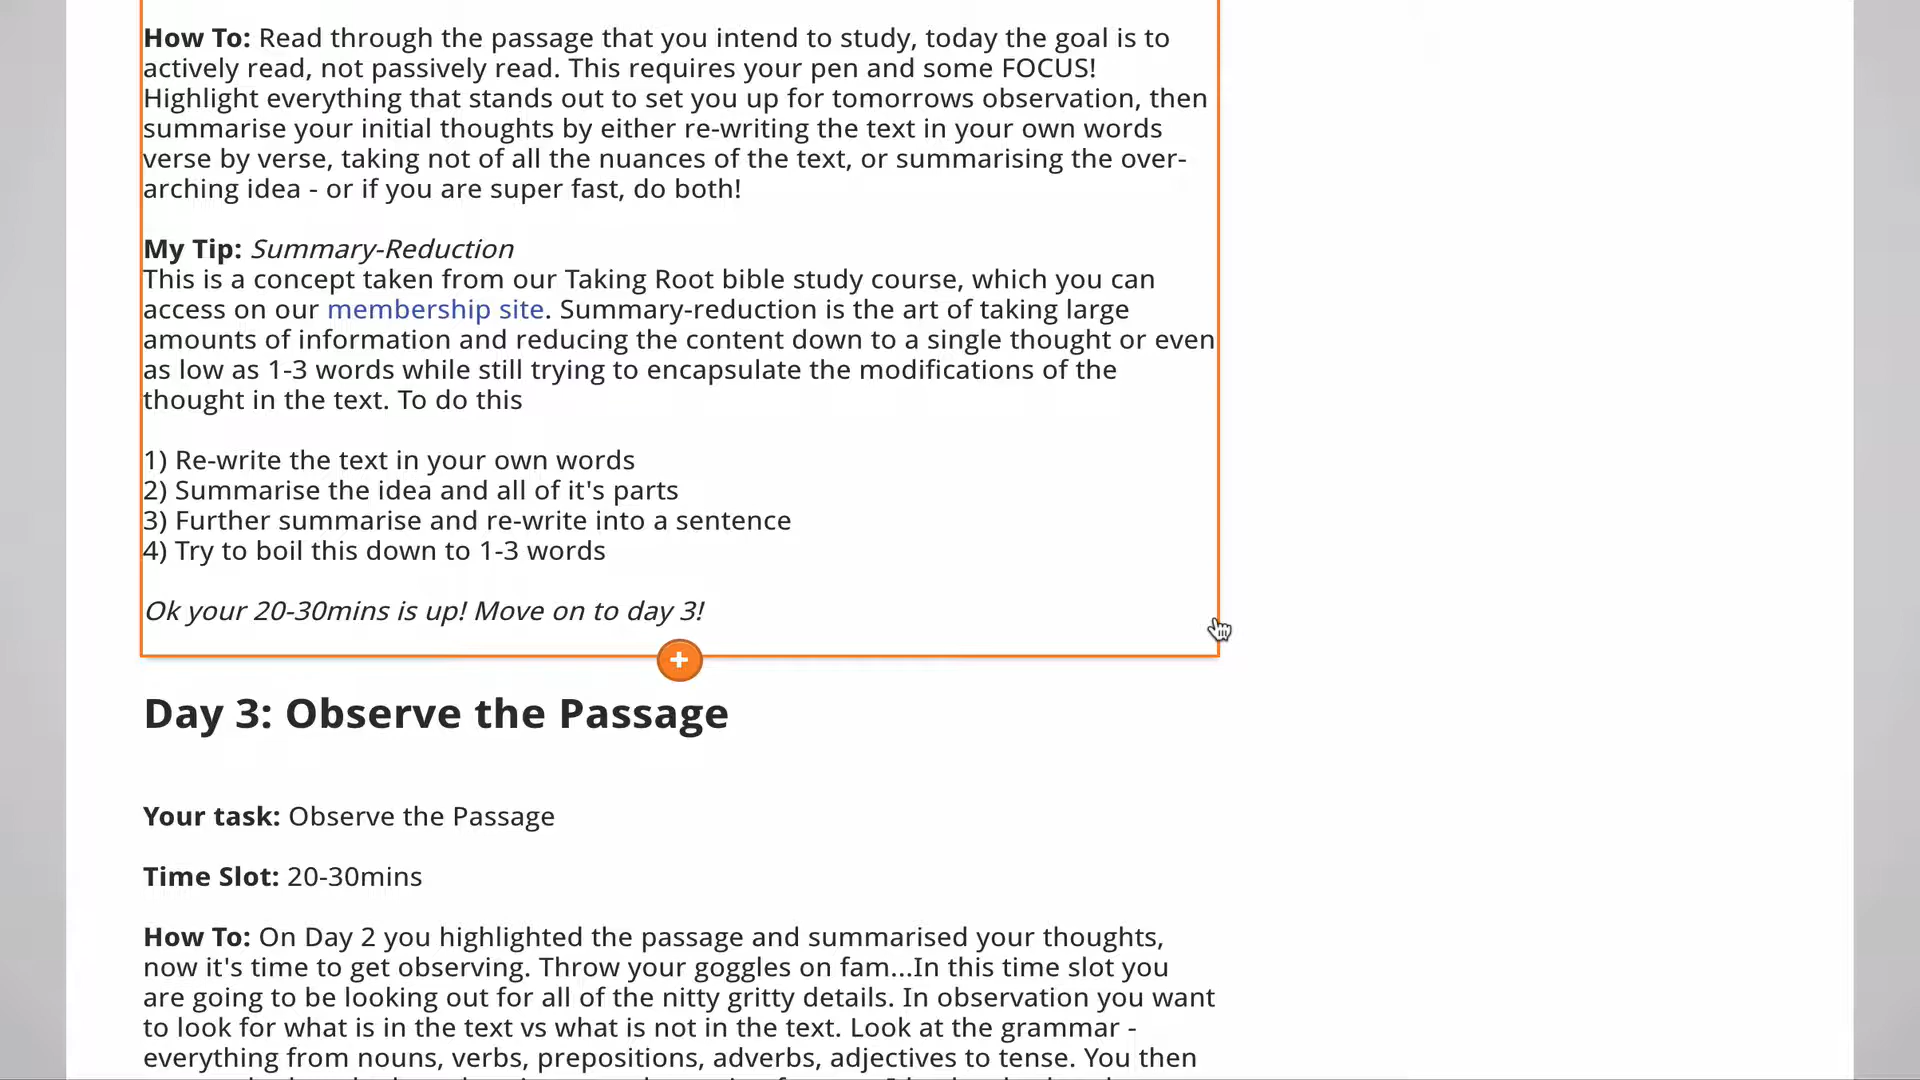 How To: Read through the passage that you intend to study, today the goal is to
actively read, not passively read. This requires your pen and some FOCUS!
Highlight everything that stands out to set you up for tomorrows observation, then
summarise your initial thoughts by either re-writing the text in your own words
verse by verse, taking not of all the nuances of the text, or summarising the over-
arching idea - or if you are super fast, do both!
My Tip: Summary-Reduction
This is a concept taken from our Taking Root bible study course, which you can
access on our membership site. Summary-reduction is the art of taking large
amounts of information and reducing the content down to a single thought or even
as low as 1-3 words while still trying to encapsulate the modifications of the
thought in the text. To do this
1) Re-write the text in your own words
2) Summarise the idea and all of it's parts
3) Further summarise and re-write into a sentence
4) Try to boil this down to 1-3 words
Ok your 20-30mins is up! Move on to day 3!
Day 3: Observe the Passage
Your task: Observe the Passage
Time Slot: 20-30mins
How To: On Day 2 you highlighted the passage and summarised your thoughts,
now it's time to get observing. Throw your goggles on fam...In this time slot you
are going to be looking out for all of the nitty gritty details. In observation you want
to look for what is in the text vs what is not in the text. Look at the grammar -
everything from nouns, verbs, prepositions, adverbs, adjectives to tense. You then